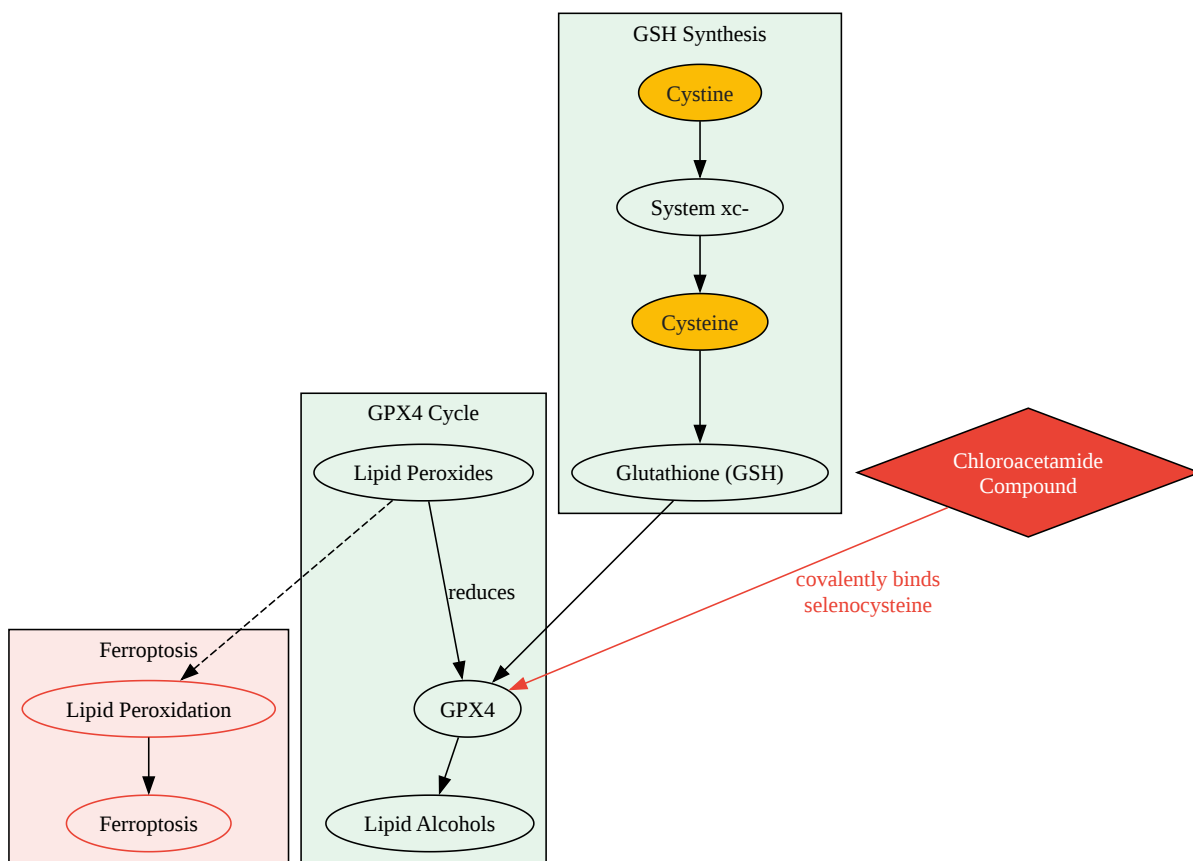 GSH Synthesis
Cystine
System xc-
Cysteine
Glutathione (GSH)
GPX4 Cycle
Lipid Peroxides
reduces
GPX4
Lipid Alcohols
Chloroacetamide
Compound
covalently binds
selenocysteine
Ferroptosis
Lipid Peroxidation
Ferroptosis